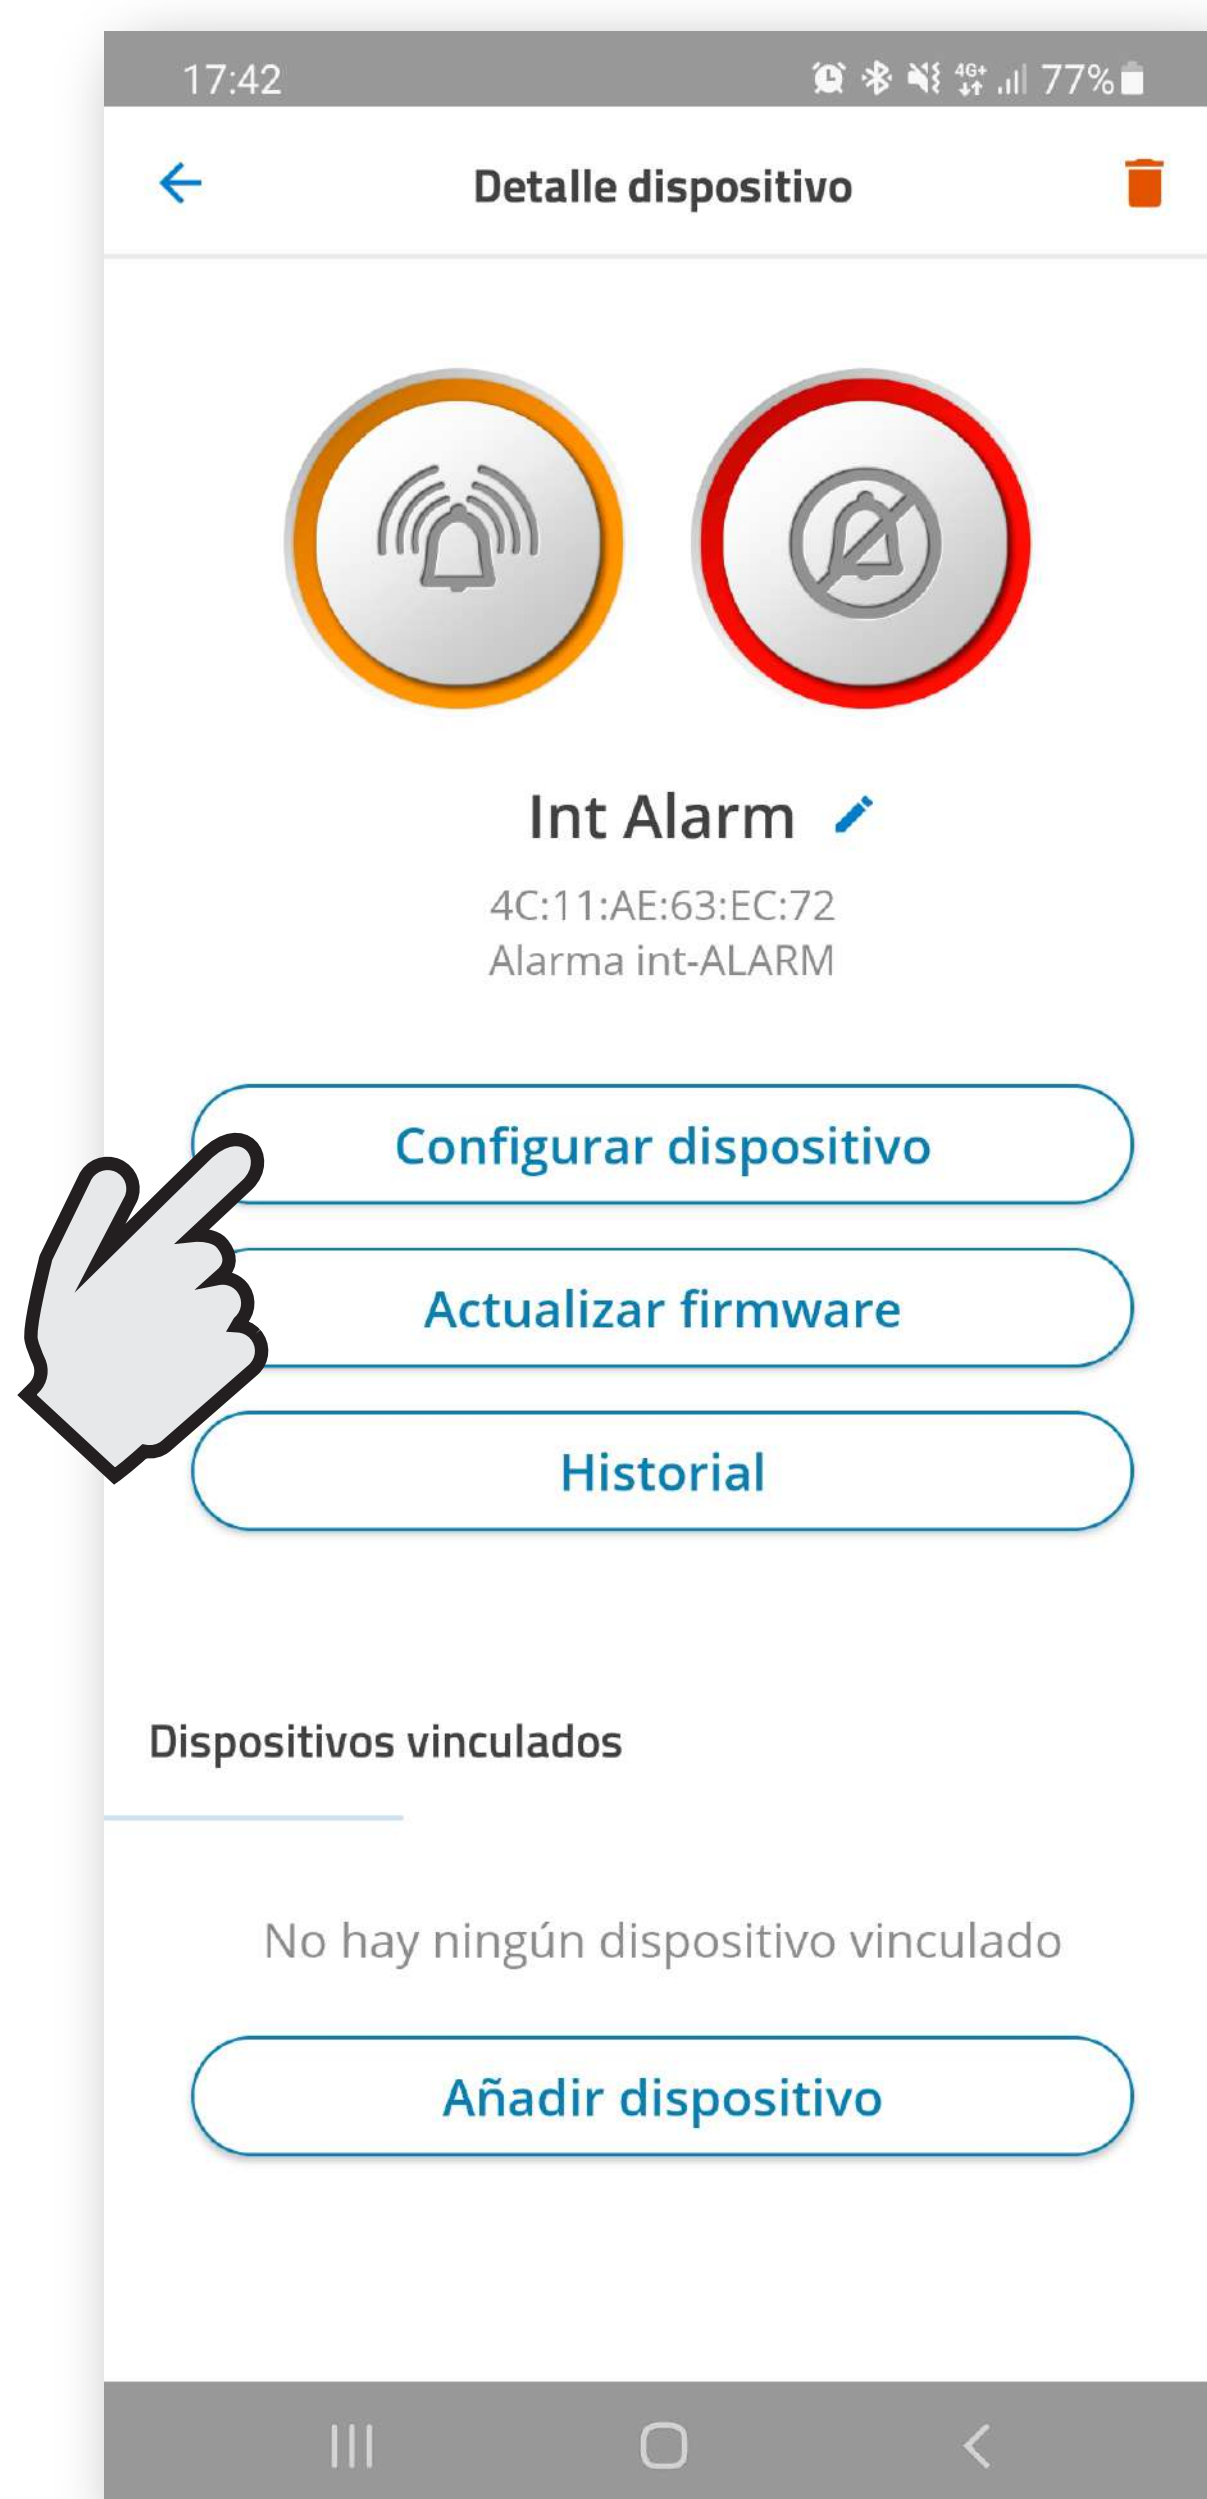 17:42
4G+ 77%
Detalle dispositivo
Int Alarm
4C:11:AE:63:EC:72
Alarma int-ALARM
Configurar dispositivo
Actualizar firmware
Historial
Dispositivos vinculados
No hay ningún dispositivo vinculado
Añadir dispositivo